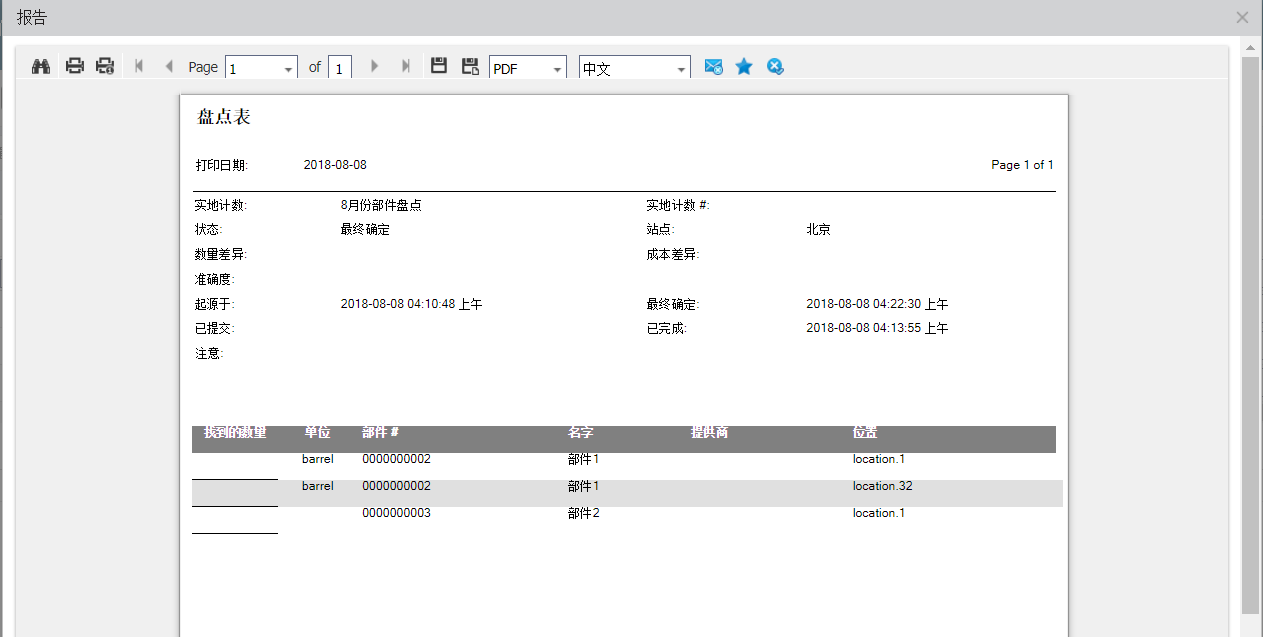 报告
Page 1 of 1 PDF 中文
盘点表
打印日期: 2018-08-08 Page 1 of 1
实地计数: 8月份部件盘点 实地计数 #:
状态: 最终确定 站点: 北京
数量差异: 成本差异:
准确度:
起源于: 2018-08-08 04:10:48 上午 最终确定: 2018-08-08 04:22:30 上午
已提交: 已完成: 2018-08-08 04:13:55 上午
注意:
找到的数量 单位 部件 # 名字 提供商 位置
barrel 0000000002 部件1 location.1
barrel 0000000002 部件1 location.32
0000000003 部件2 location.1